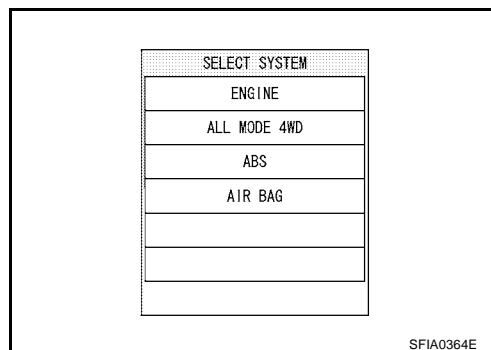 SELECT SYSTEM
ENGINE
ALL MODE 4WD
ABS
AIR BAG
SFIA0364E